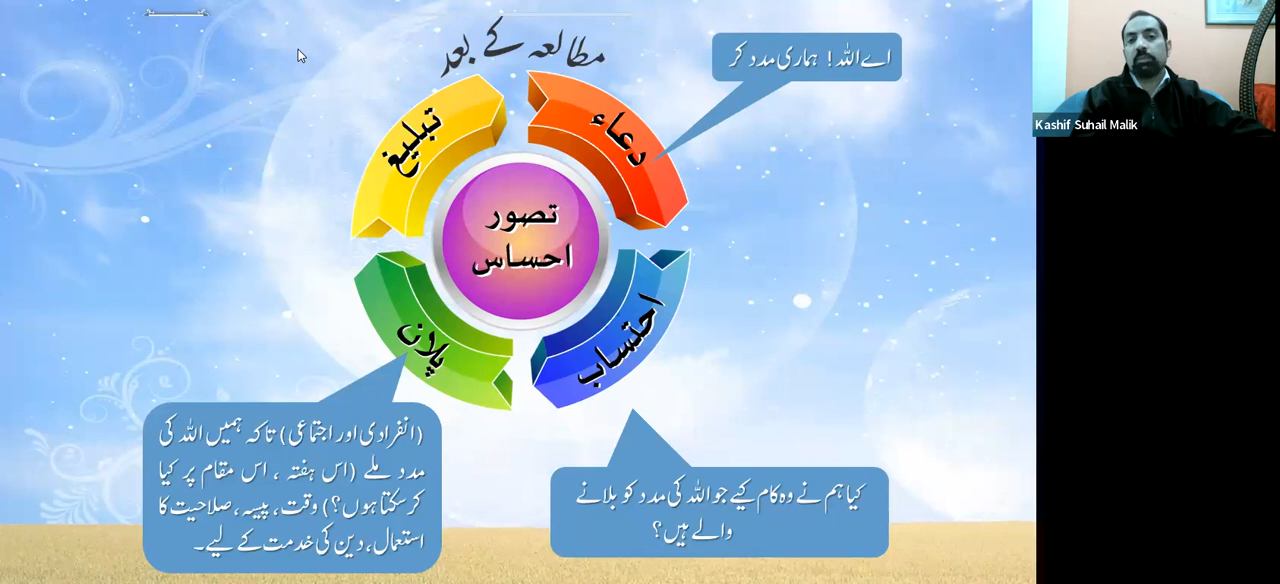 مطالعہ کے بعد
اے اللہ! ہماری مدد کر
Kashif Suhail Malik
دعاء
تبلیغ
تصور
احساس
احتساب
پلان
کیا ہم نے وہ کام کیے جو اللہ کی مدد کو بلانے
والے ہیں؟
(انفرادی اور اجتماعی) تاکہ ہمیں اللہ کی
مدد ملے (اس ہفتہ ، اس مقام پر کیا
کر سکتا ہوں؟) وقت، پیسہ، صلاحیت کا
استعمال، دین کی خدمت کے لیے۔